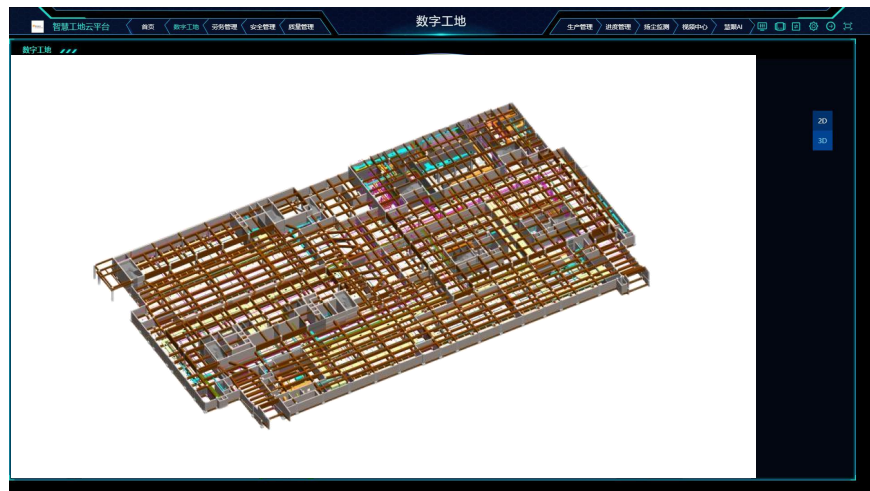 智慧工地云平台 首页 数字工地 劳务管理 安全管理 质量管理 数字工地 生产管理 进度管理 扬尘监测 视频中心 慧眼AI
数字工地
2D
3D